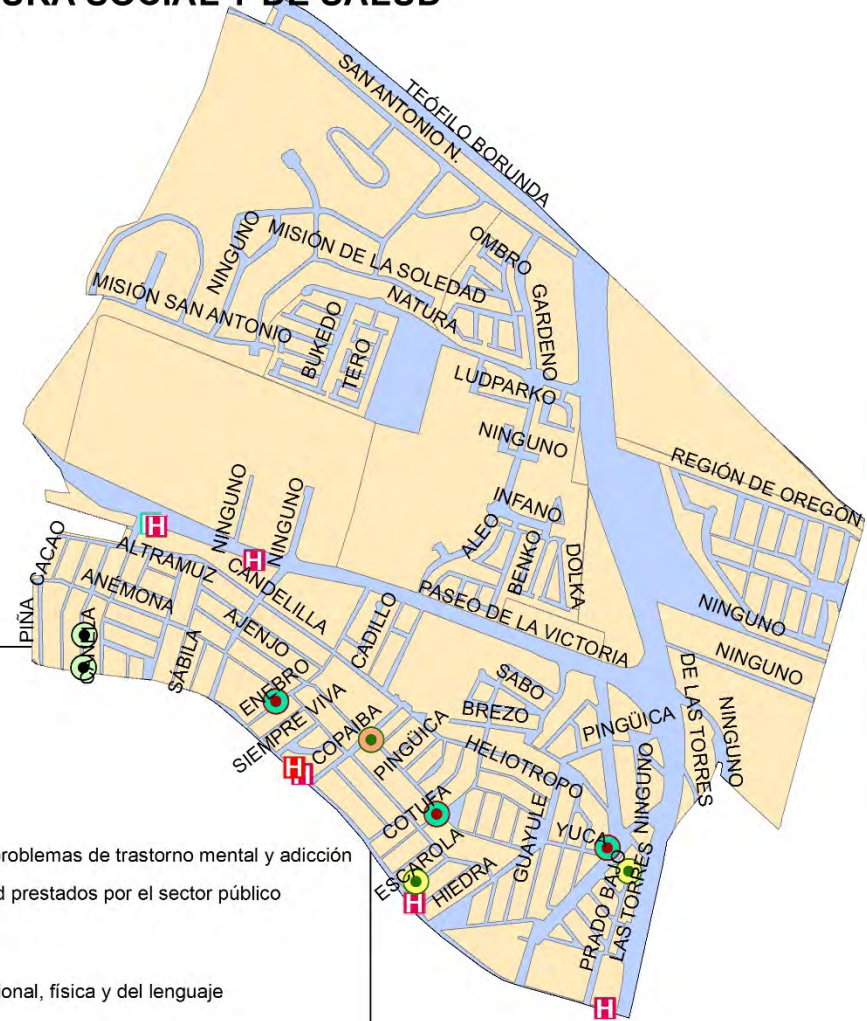 URA SOCIAL Y DE SALUD
TEÓFILO BORUNDA
SAN ANTONIO N.
OMBRO
NINGUNO
MISIÓN DE LA SOLEDAD
GARDENO
MISIÓN SAN ANTONIO
NATURA
BUKEDO
TERO
LUDPARKO
NINGUNO
REGIÓN DE OREGÓN
NINGUNO
NINGUNO
INFANO
ALEO
BENKO
DOLKA
CACAO
ALTRAMUZ
CANDELILLA
PASEO DE LA VICTORIA
NINGUNO
NINGUNO
PIÑA
ANÉMONA
CADILLO
AJENJO
SÁBILA
ENEBRO
SABO
BREZO
DE LAS TORRES
NINGUNO
PINGÜICA
SIEMPRE VIVA
COPAIBA
PINGÜICA
HELIOTROPO
NINGUNO
COTUFA
GUAYULE
YUCA
ESCAROLA
HIEDRA
PRADO BAJO
LAS TORRES
H
H
H
H
H
roblemas de trastorno mental y adicción
d prestados por el sector público
ional, física y del lenguaje